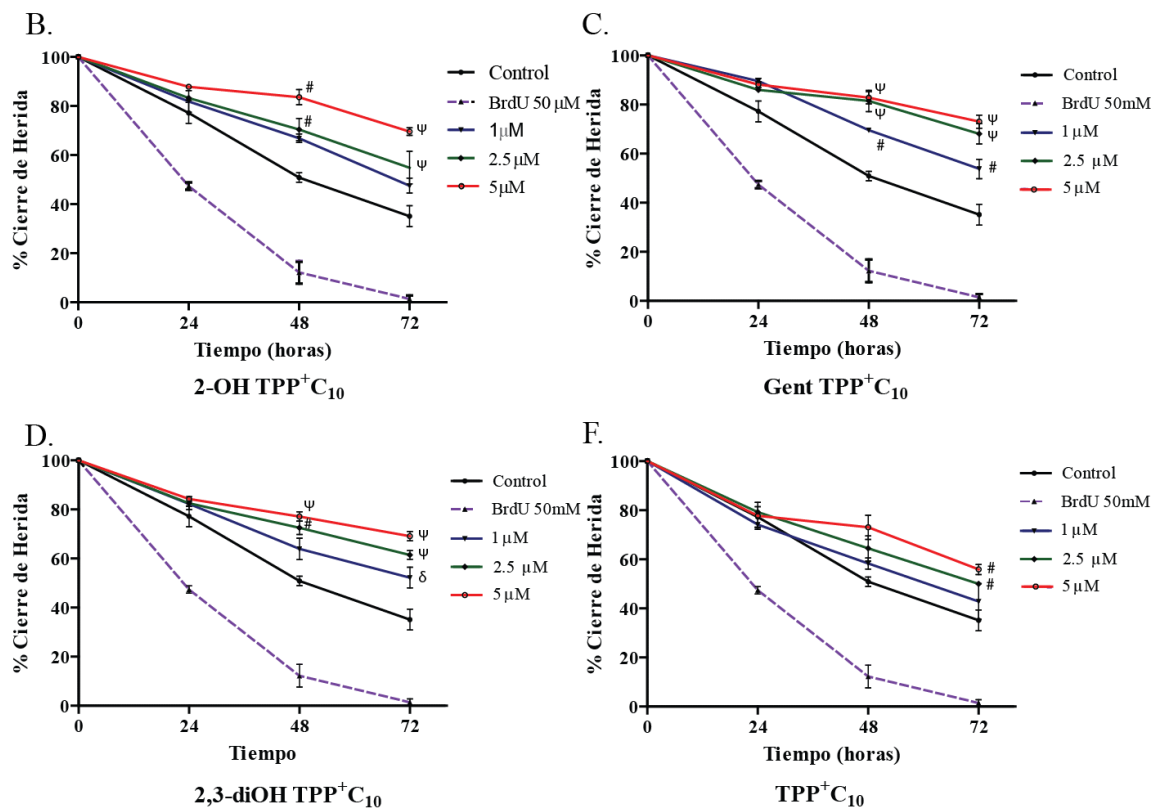 B.
% Cierre de Herida
100
80
60
40
20
0
0 24 48 72
Tiempo (horas)
2-OH TPP⁺C₁₀
# # Ψ Ψ
Control
BrdU 50 µM
1µM
2.5 µM
5µM
C.
% Cierre de Herida
100
80
60
40
20
0
0 24 48 72
Tiempo (horas)
Gent TPP⁺C₁₀
Ψ Ψ # Ψ Ψ #
Control
BrdU 50mM
1 µM
2.5 µM
5 µM
D.
% Cierre de Herida
100
80
60
40
20
0
0 24 48 72
Tiempo
2,3-diOH TPP⁺C₁₀
Ψ # Ψ Ψ δ
Control
BrdU 50mM
1 µM
2.5 µM
5 µM
F.
% Cierre de Herida
100
80
60
40
20
0
0 24 48 72
Tiempo (horas)
TPP⁺C₁₀
# #
Control
BrdU 50mM
1 µM
2.5 µM
5 µM